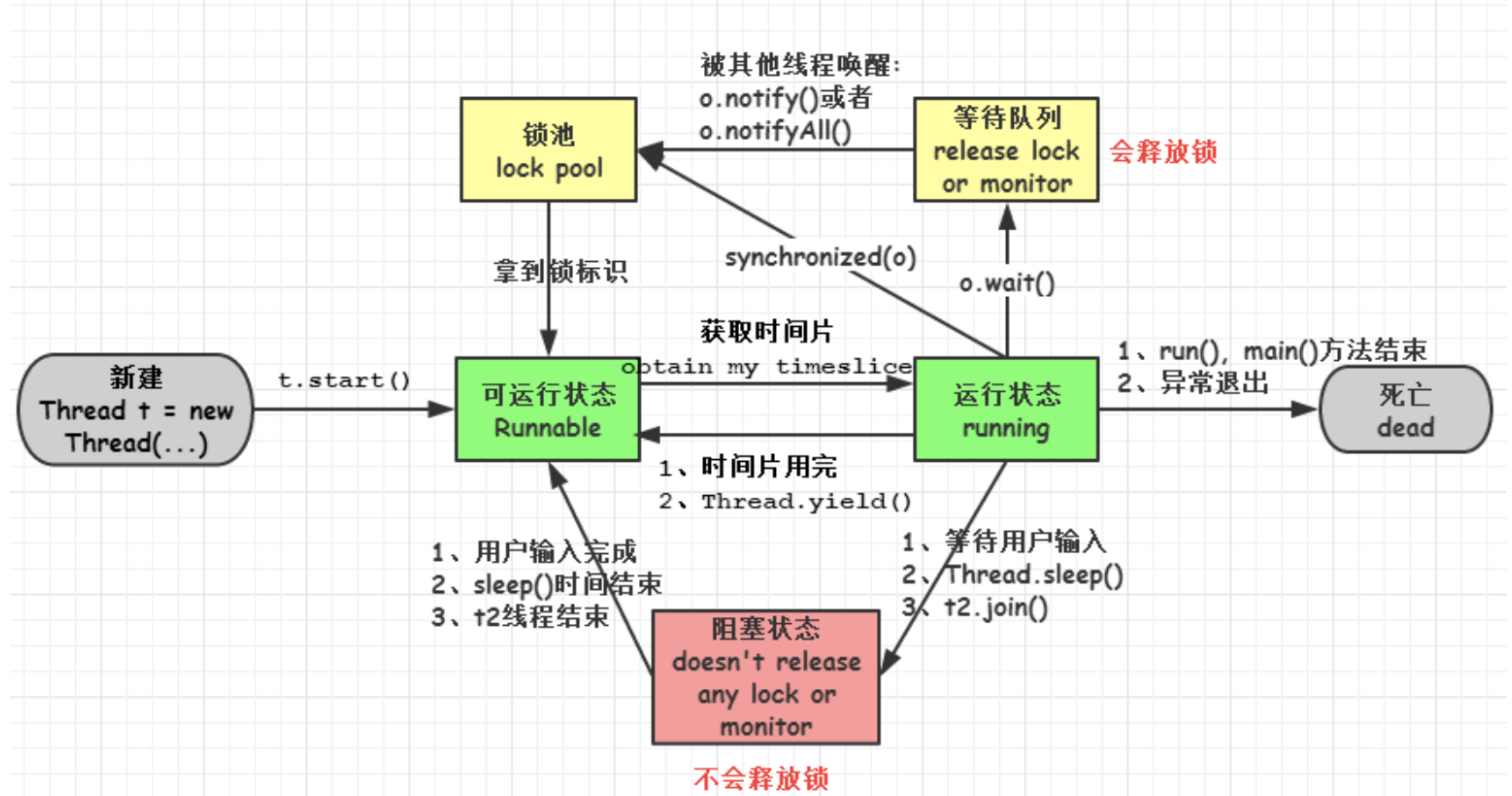 被其他线程唤醒:
o.notify()或者
o.notifyAll()
锁池
lock pool
等待队列
release lock
or monitor
会释放锁
synchronized(o)
o.wait()
拿到锁标识
获取时间片
obtain my timeslice
新建
Thread t = new
Thread(...)
t.start()
可运行状态
Runnable
运行状态
running
1、run(), main()方法结束
2、异常退出
死亡
dead
1、时间片用完
2、Thread.yield()
1、用户输入完成
2、sleep()时间结束
3、t2线程结束
1、等待用户输入
2、Thread.sleep()
3、t2.join()
阻塞状态
doesn't release
any lock or
monitor
不会释放锁